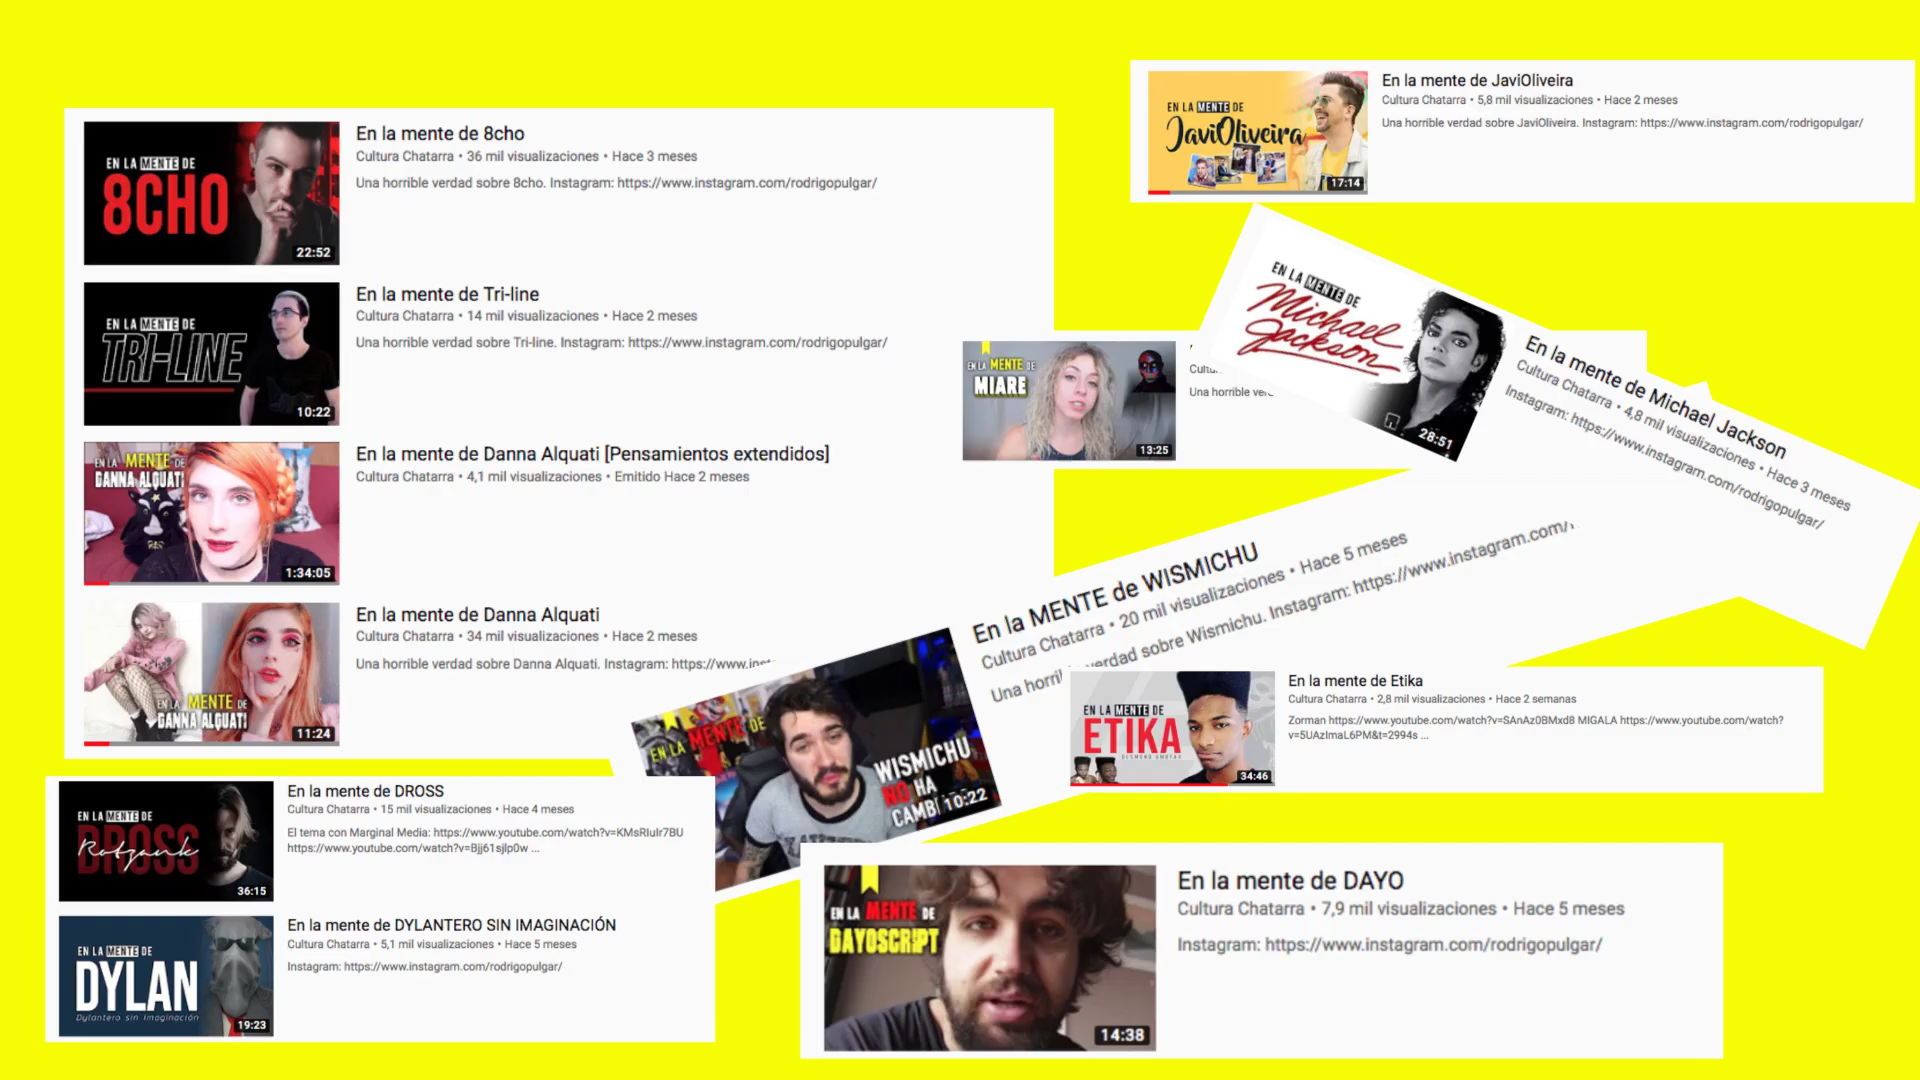 EN LA MENTE DE
8CHO
22:52
En la mente de 8cho
Cultura Chatarra • 36 mil visualizaciones • Hace 3 meses
Una horrible verdad sobre 8cho. Instagram: https://www.instagram.com/rodrigopulgar/
EN LA MENTE DE
TRI-LINE
10:22
En la mente de Tri-line
Cultura Chatarra • 14 mil visualizaciones • Hace 2 meses
Una horrible verdad sobre Tri-line. Instagram: https://www.instagram.com/rodrigopulgar/
EN LA MENTE DE
DANNA ALQUATI
1:34:05
En la mente de Danna Alquati [Pensamientos extendidos]
Cultura Chatarra • 4,1 mil visualizaciones • Emitido Hace 2 meses
EN LA MENTE DE
DANNA ALQUATI
11:24
En la mente de Danna Alquati
Cultura Chatarra • 34 mil visualizaciones • Hace 2 meses
Una horrible verdad sobre Danna Alquati. Instagram: https://www.inst
EN LA MENTE DE
DROSS
Rotzank
36:15
En la mente de DROSS
Cultura Chatarra • 15 mil visualizaciones • Hace 4 meses
El tema con Marginal Media: https://www.youtube.com/watch?v=KMsRIuIr7BU
https://www.youtube.com/watch?v=Bjj61sjlp0w ...
EN LA MENTE DE
DYLAN
Dylantero sin imaginación
19:23
En la mente de DYLANTERO SIN IMAGINACIÓN
Cultura Chatarra • 5,1 mil visualizaciones • Hace 5 meses
Instagram: https://www.instagram.com/rodrigopulgar/
EN LA MENTE DE
JaviOliveira
17:14
En la mente de JaviOliveira
Cultura Chatarra • 5,8 mil visualizaciones • Hace 2 meses
Una horrible verdad sobre JaviOliveira. Instagram: https://www.instagram.com/rodrigopulgar/
EN LA MENTE DE
Michael
Jackson
28:51
En la mente de Michael Jackson
Cultura Chatarra • 4,8 mil visualizaciones • Hace 3 meses
Instagram: https://www.instagram.com/rodrigopulgar/
EN LA MENTE DE
MIARE
13:25
Cultu
Una horrible ver
EN LA MENTE DE
WISMICHU
NO HA
CAMBI
10:22
En la MENTE de WISMICHU
Cultura Chatarra • 20 mil visualizaciones • Hace 5 meses
Una horri verdad sobre Wismichu. Instagram: https://www.instagram.com/
EN LA MENTE DE
ETIKA
DESMOND AMOFAH
34:46
En la mente de Etika
Cultura Chatarra • 2,8 mil visualizaciones • Hace 2 semanas
Zorman https://www.youtube.com/watch?v=SAnAz0BMxd8 MIGALA https://www.youtube.com/watch?
v=5UAzImaL6PM&t=2994s ...
EN LA MENTE DE
DAYOSCRIPT
14:38
En la mente de DAYO
Cultura Chatarra • 7,9 mil visualizaciones • Hace 5 meses
Instagram: https://www.instagram.com/rodrigopulgar/